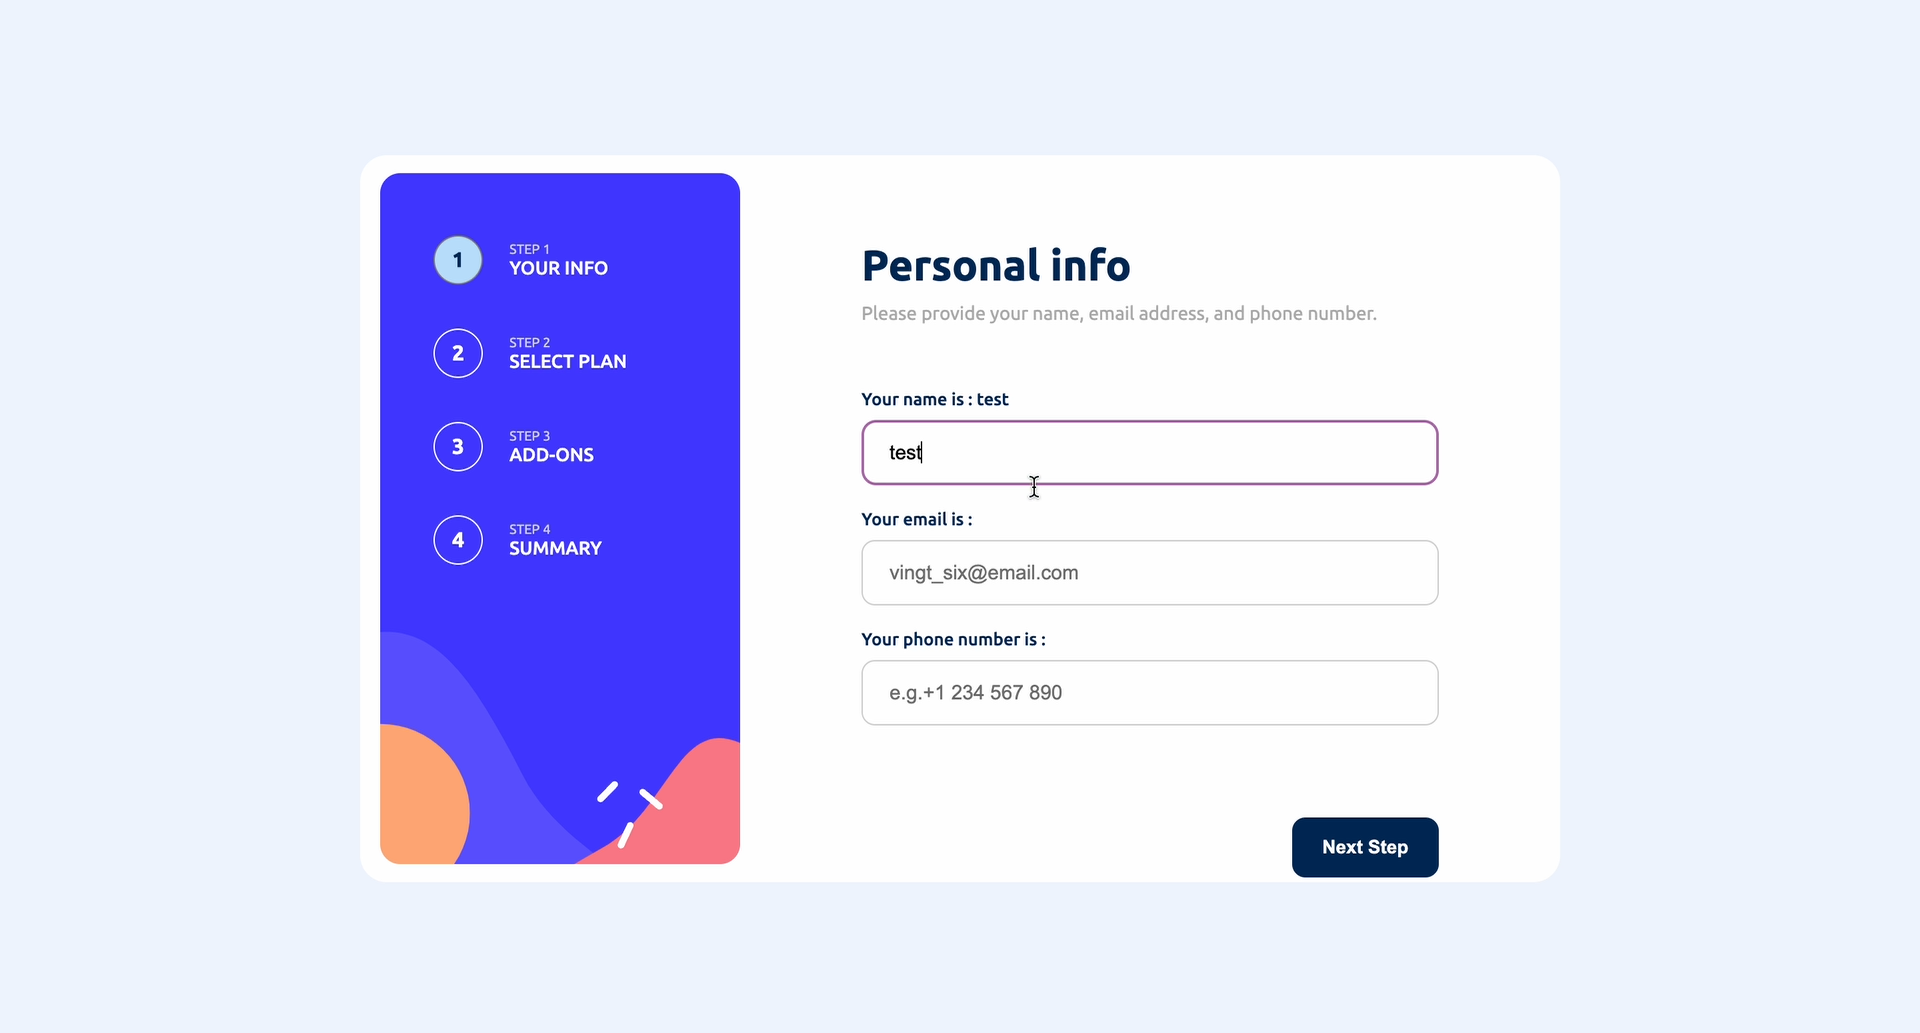 1
STEP 1
YOUR INFO
2
STEP 2
SELECT PLAN
3
STEP 3
ADD-ONS
4
STEP 4
SUMMARY
Personal info
Please provide your name, email address, and phone number.
Your name is : test
test
Your email is :
vingt_six@email.com
Your phone number is :
e.g.+1 234 567 890
Next Step